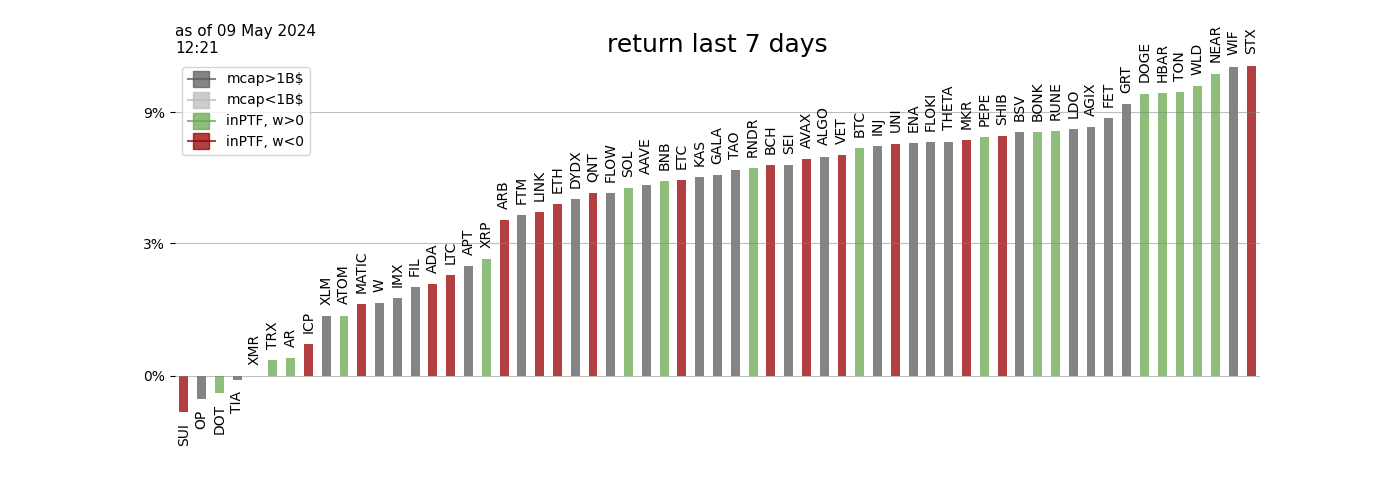 as of 09 May 2024
12:21
return last 7 days
mcap>1B$
mcap<1B$
inPTF, w>0
inPTF, w<0
9%
3%
0%
SUI
OP
DOT
TIA
XMR
TRX
AR
ICP
XLM
ATOM
MATIC
W
IMX
FIL
ADA
LTC
APT
XRP
ARB
FTM
LINK
ETH
DYDX
QNT
FLOW
SOL
AAVE
BNB
ETC
KAS
GALA
TAO
RNDR
BCH
SEI
AVAX
ALGO
VET
BTC
INJ
UNI
ENA
FLOKI
THETA
MKR
PEPE
SHIB
BSV
BONK
RUNE
LDO
AGIX
FET
GRT
DOGE
HBAR
TON
WLD
NEAR
WIF
STX